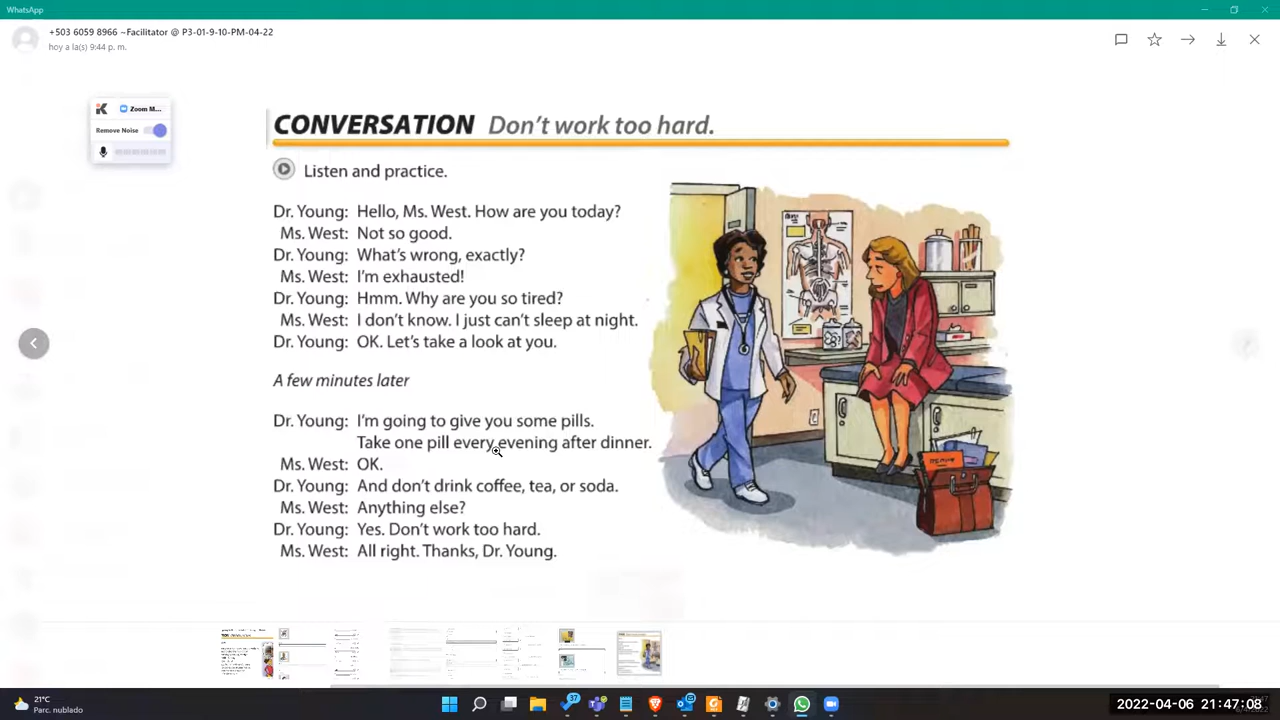 WhatsApp
+503 6059 8966 ~Facilitator @ P3-01-9-10-PM-04-22
hoy a la(s) 9:44 p. m.
Zoom M...
Remove Noise
CONVERSATION Don't work too hard.
Listen and practice.
Dr. Young: Hello, Ms. West. How are you today?
Ms. West: Not so good.
Dr. Young: What's wrong, exactly?
Ms. West: I'm exhausted!
Dr. Young: Hmm. Why are you so tired?
Ms. West: I don't know. I just can't sleep at night.
Dr. Young: OK. Let's take a look at you.
A few minutes later
Dr. Young: I'm going to give you some pills.
Take one pill every evening after dinner.
Ms. West: OK.
Dr. Young: And don't drink coffee, tea, or soda.
Ms. West: Anything else?
Dr. Young: Yes. Don't work too hard.
Ms. West: All right. Thanks, Dr. Young.
21°C
Parc. nublado
37
2022-04-06 21:47:08